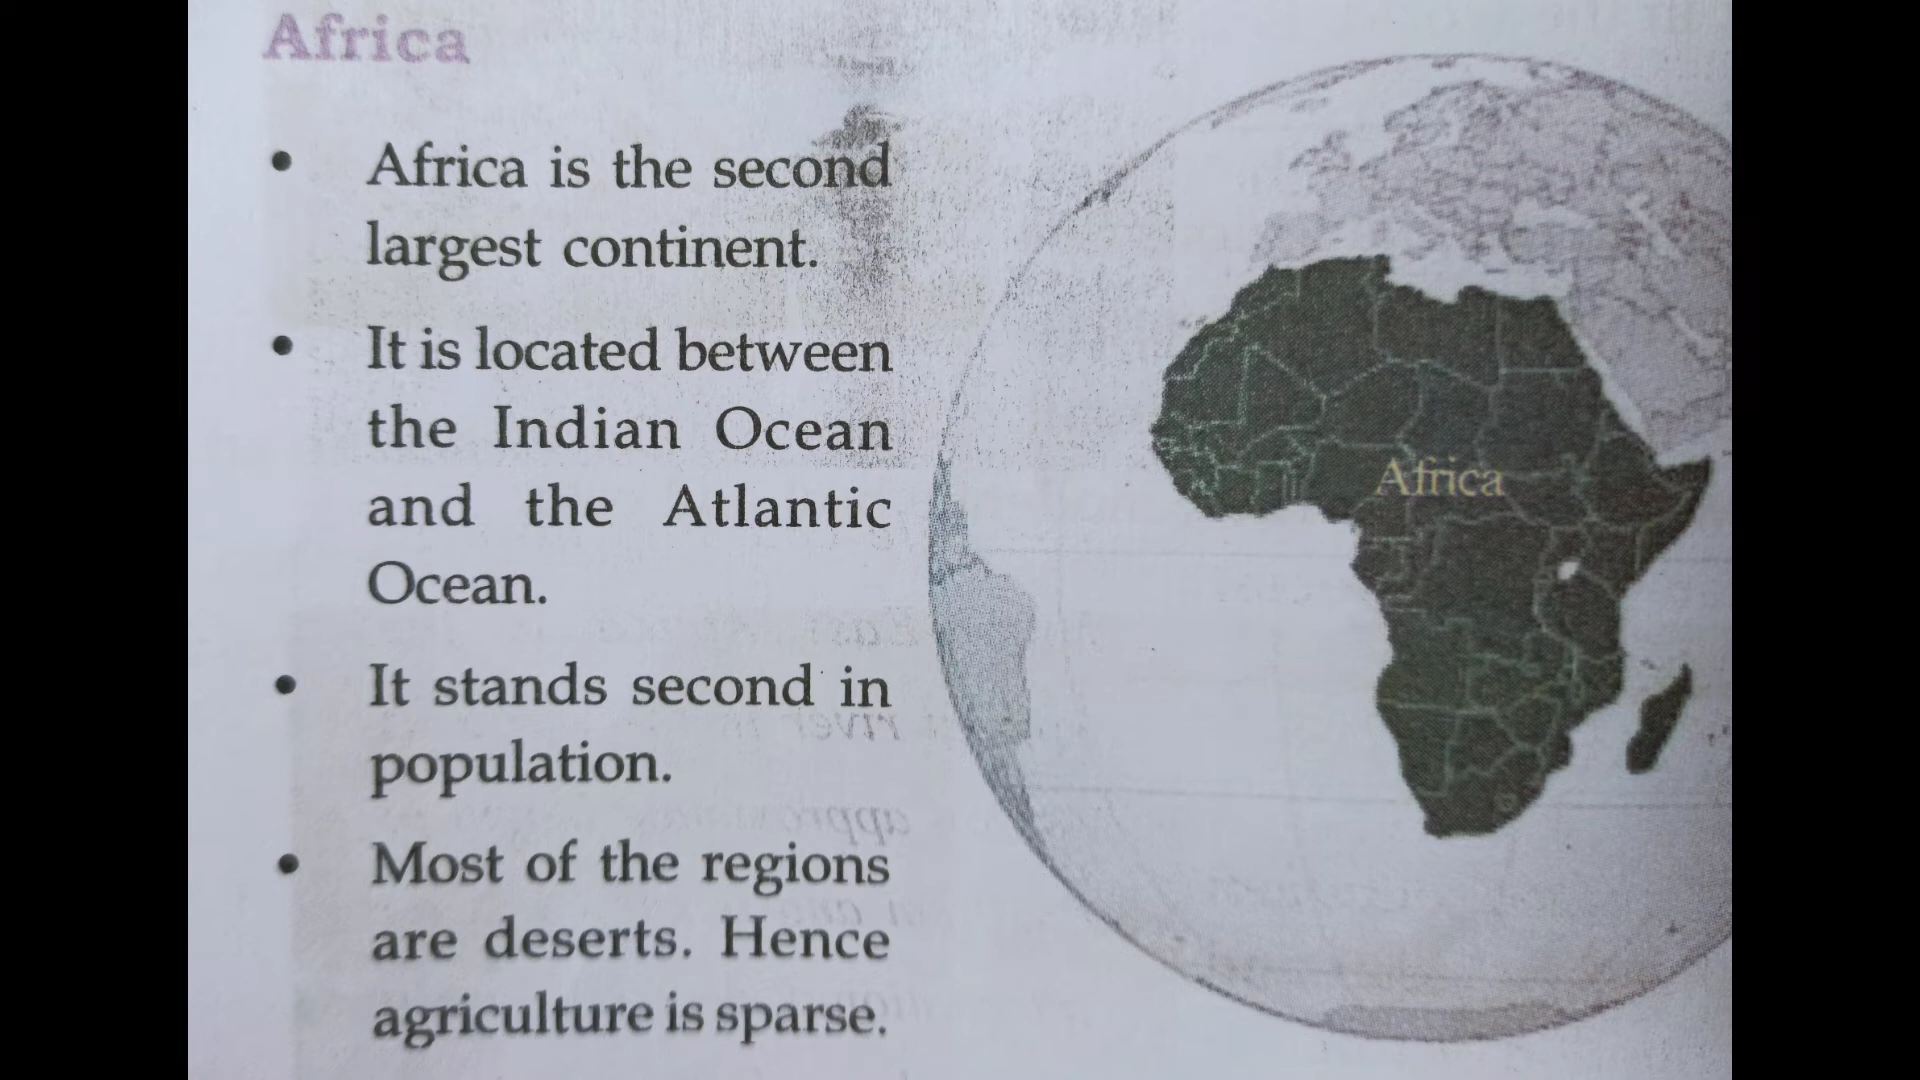 Africa
• Africa is the second
largest continent.
• It is located between
the Indian Ocean
and the Atlantic
Ocean.
• It stands second in
population.
• Most of the regions
are deserts. Hence
agriculture is sparse.
Africa